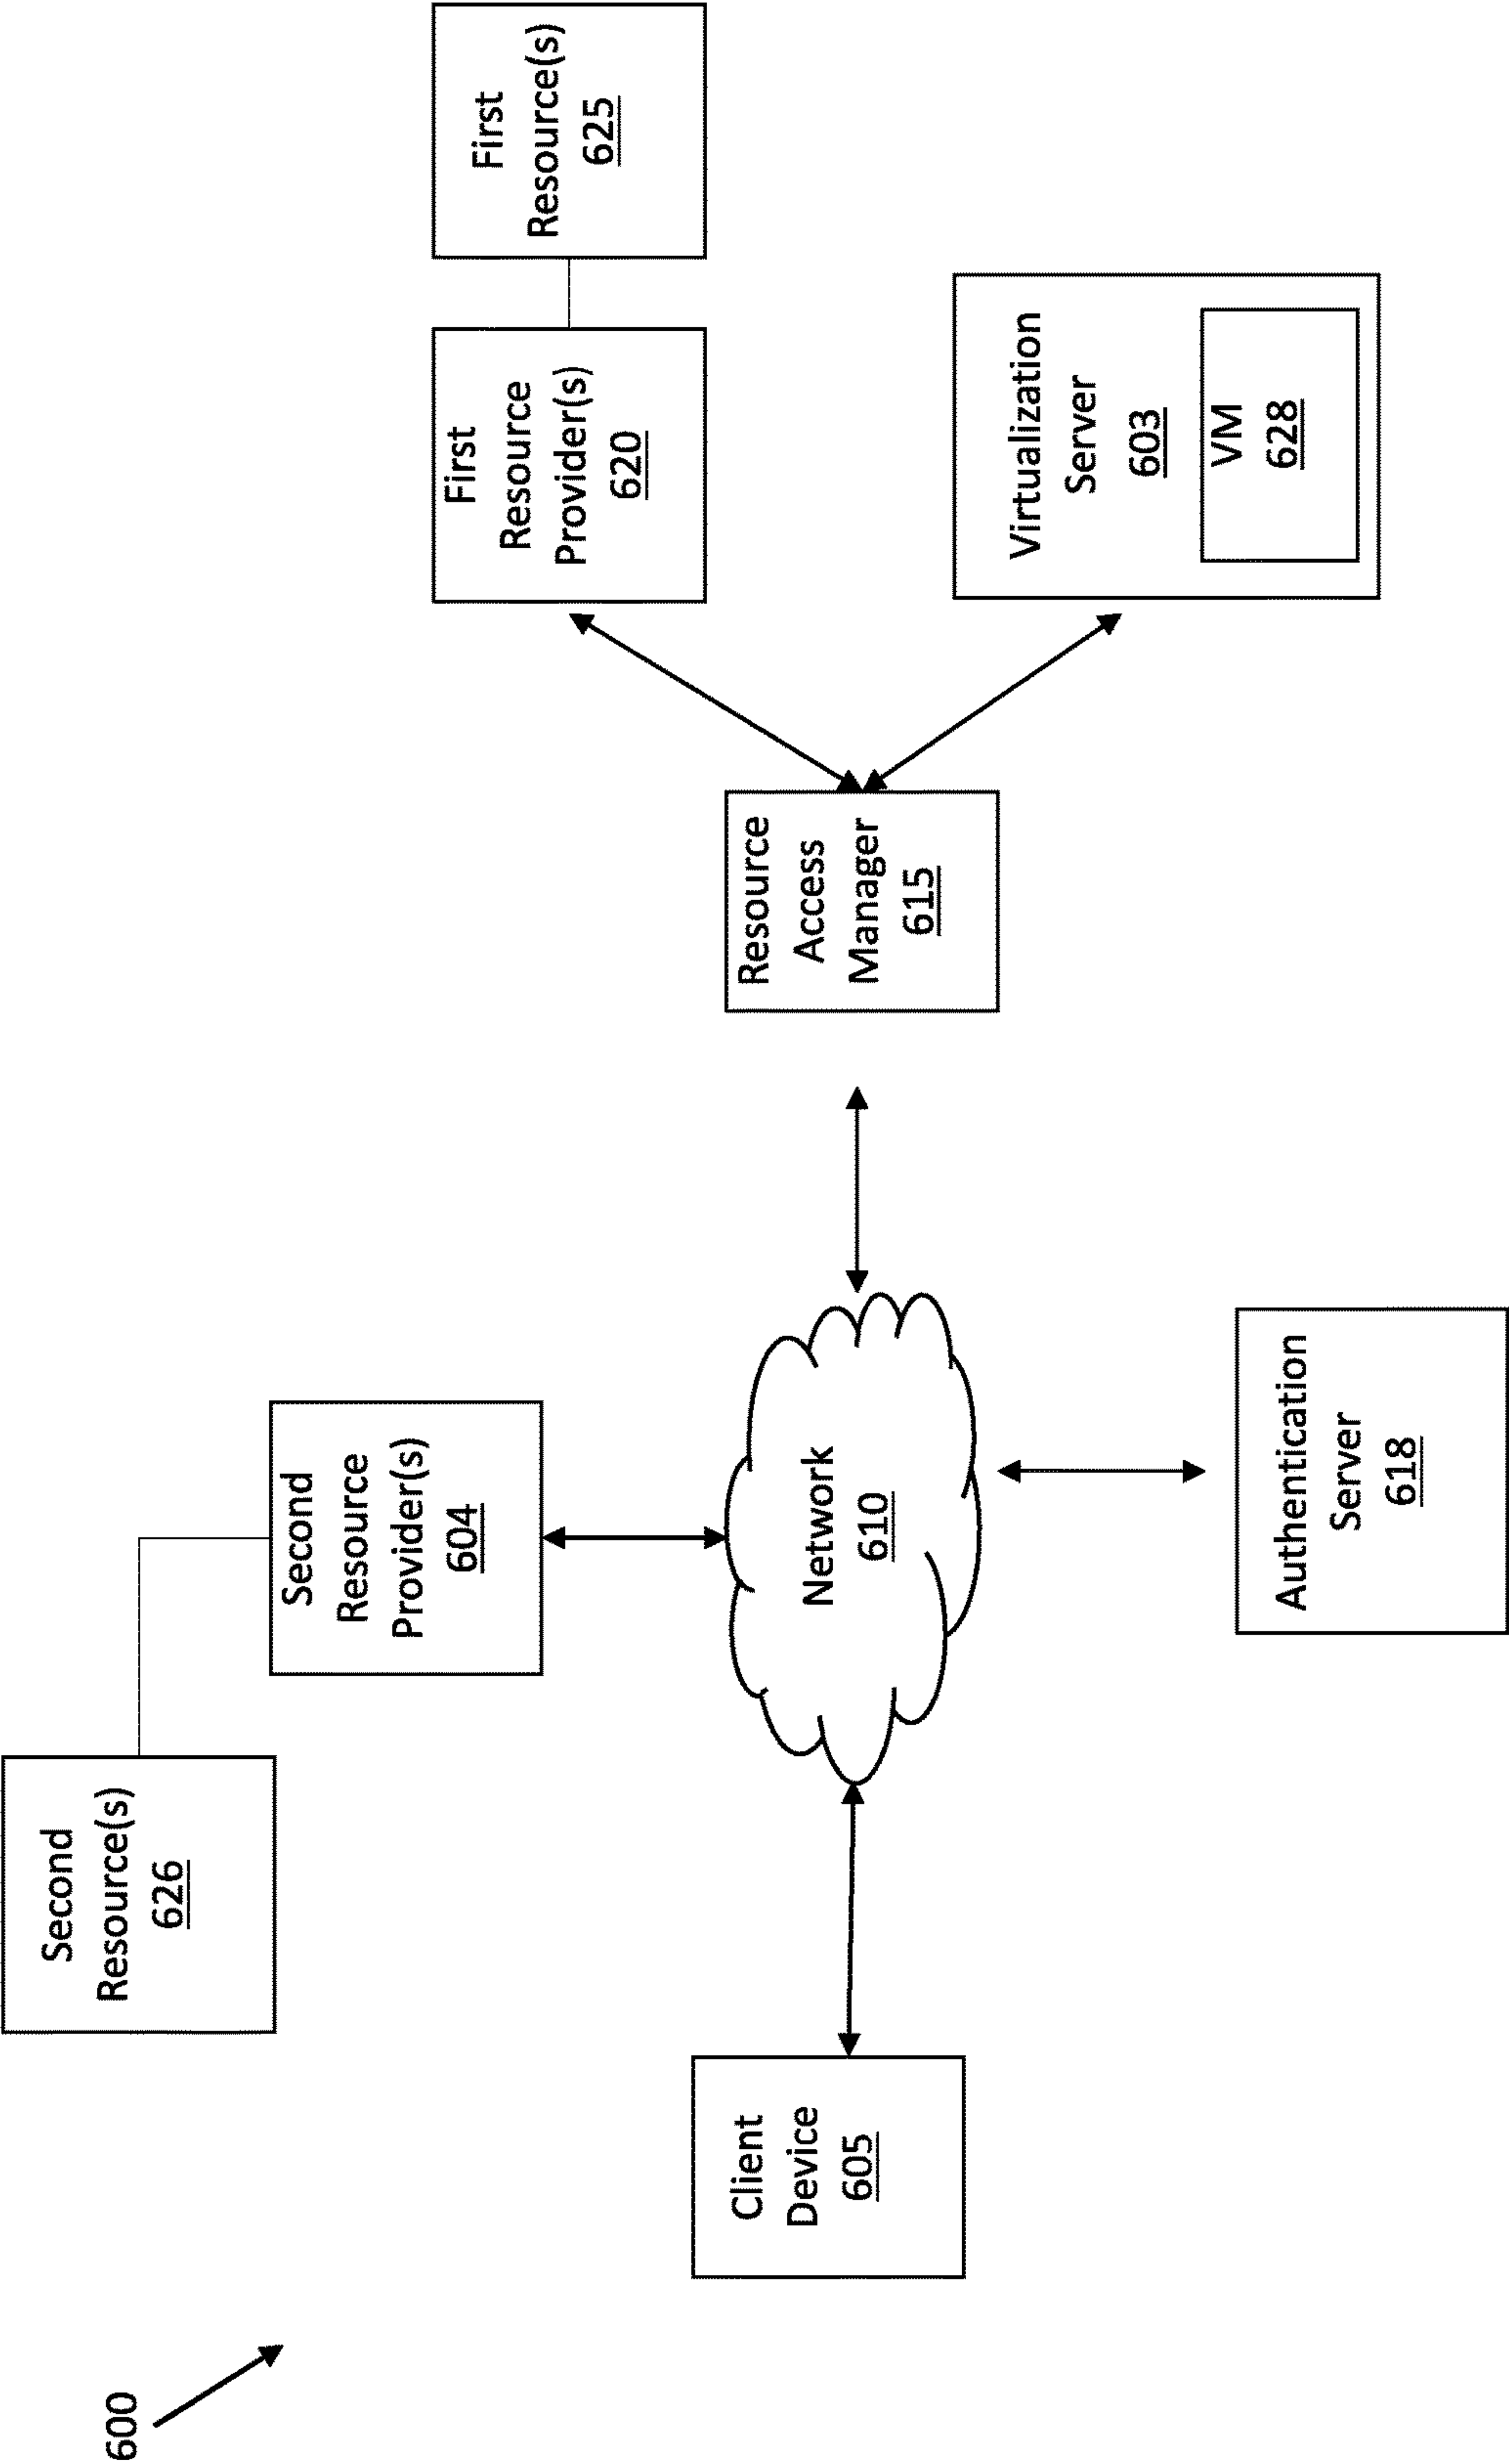 600
Second
Resource(s)
626
Second
Resource
Provider(s)
604
First
Resource
Provider(s)
620
First
Resource(s)
625
Client
Device
605
Network
610
Resource
Access
Manager
615
Virtualization
Server
603
VM
628
Authentication
Server
618